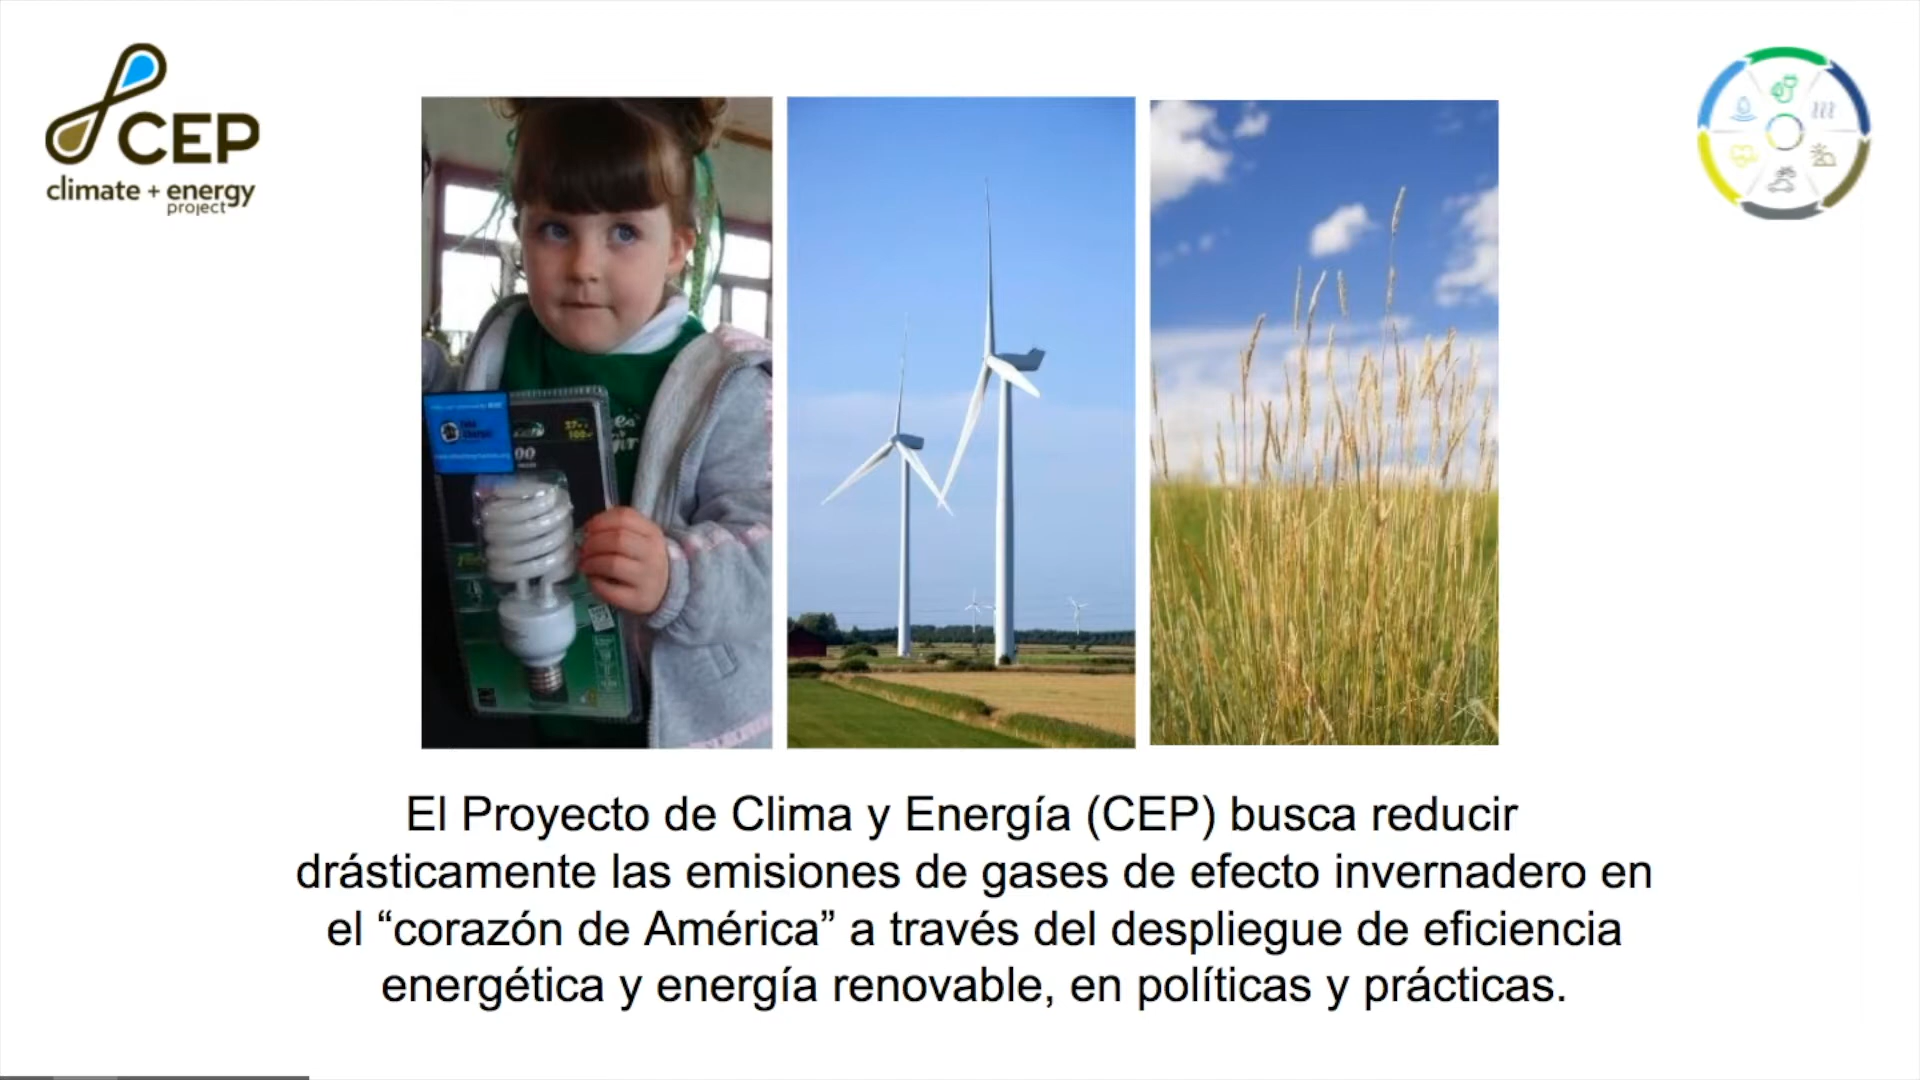 CEP
climate + energy
project
El Proyecto de Clima y Energía (CEP) busca reducir
drásticamente las emisiones de gases de efecto invernadero en
el “corazón de América” a través del despliegue de eficiencia
energética y energía renovable, en políticas y prácticas.